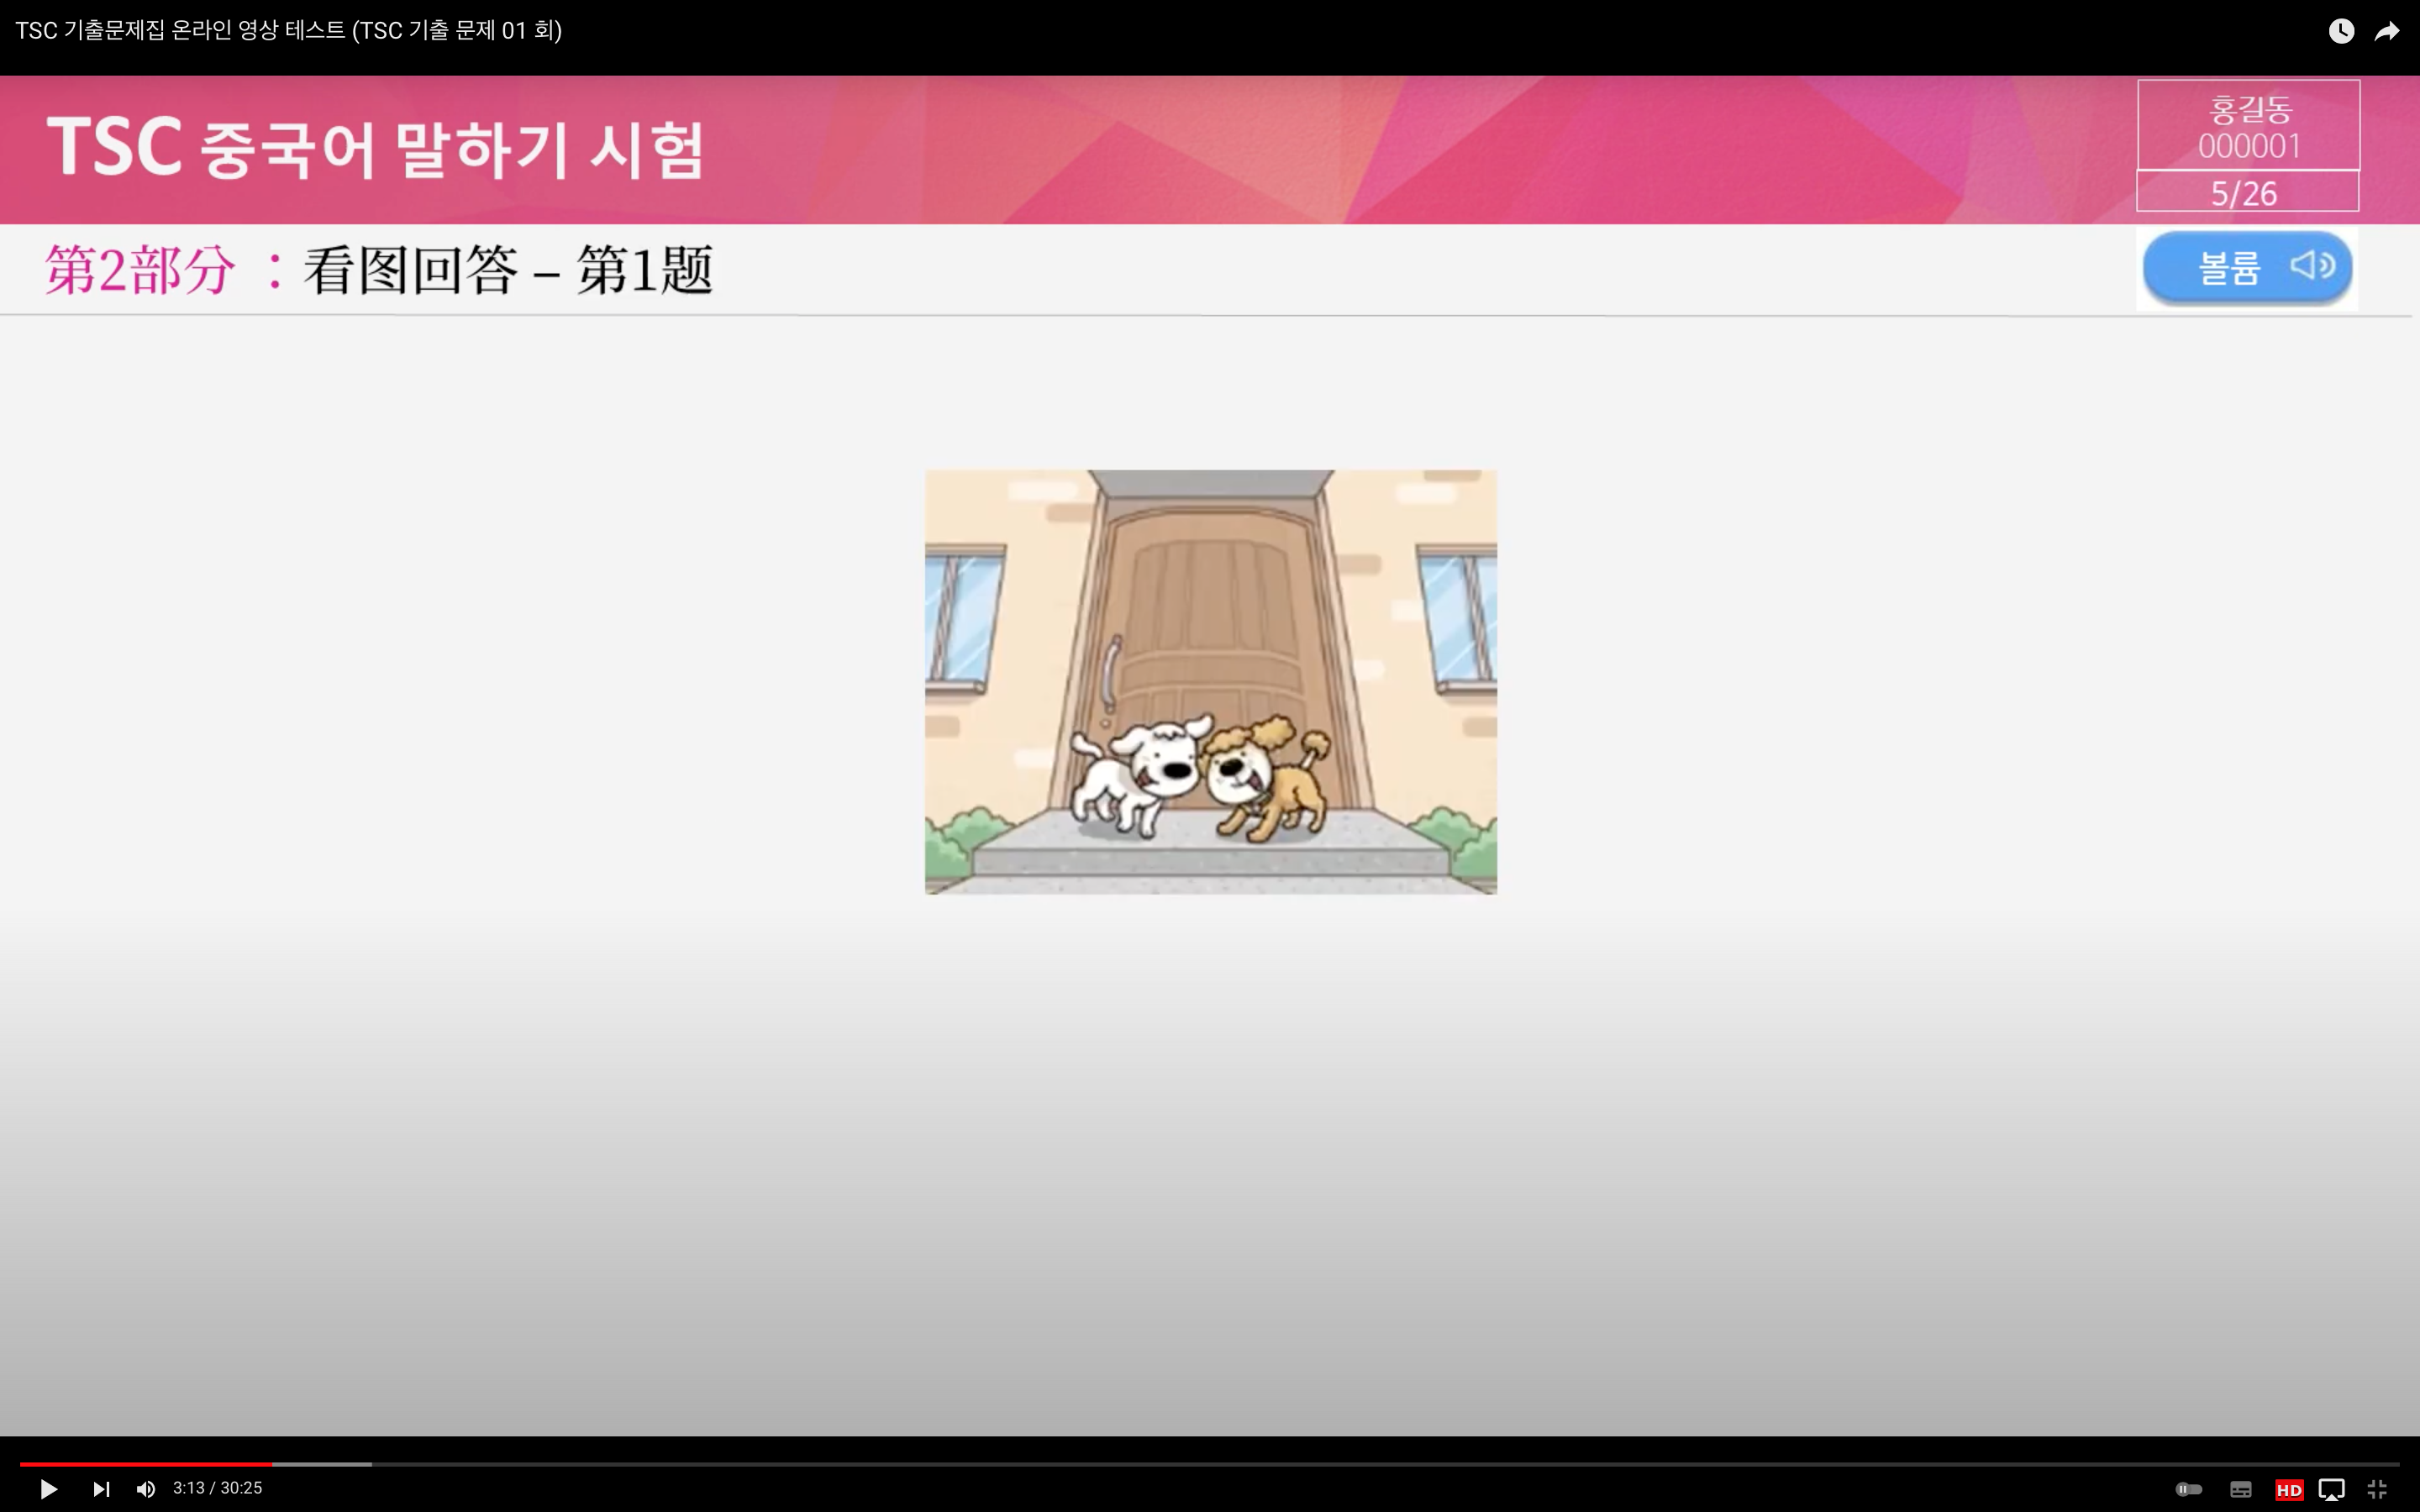 TSC 기출문제집 온라인 영상 테스트 (TSC 기출 문제 01 회)
TSC 중국어 말하기 시험
홍길동
000001
5/26
第2部分 ：看图回答 – 第1题
볼륨
3:13 / 30:25
HD